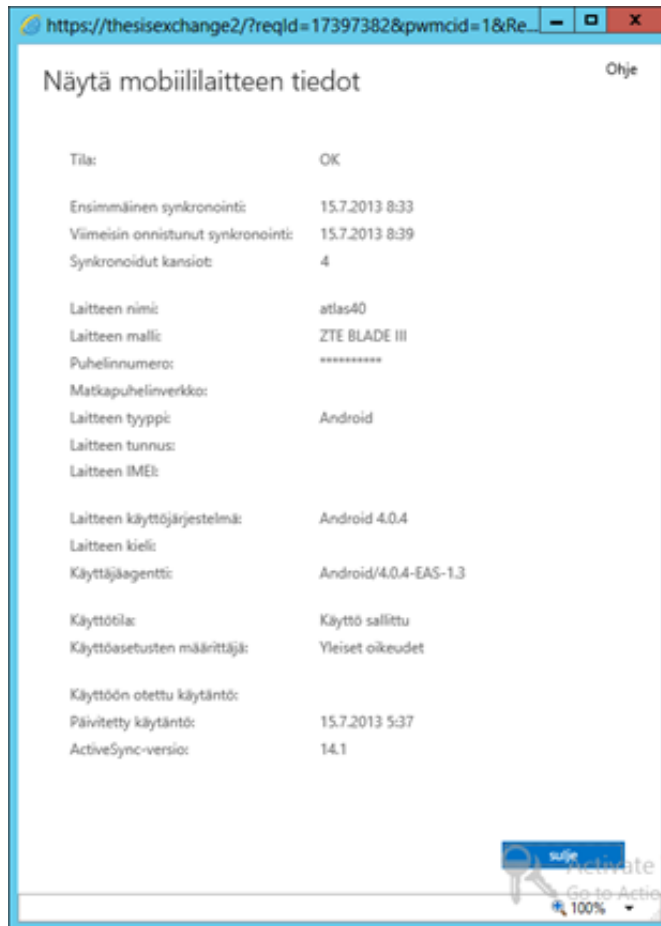 https://thesisexchange2/?reqId=17397382&pwmcid=1&Re...
Ohje
Näytä mobiililaitteen tiedot
Tila: OK
Ensimmäinen synkronointi: 15.7.2013 8:33
Viimeisin onnistunut synkronointi: 15.7.2013 8:39
Synkronoidut kansiot: 4
Laitteen nimi: atlas40
Laitteen malli: ZTE BLADE III
Puhelinnumero: **********
Matkapuhelinverkko:
Laitteen tyyppi: Android
Laitteen tunnus:
Laitteen IMEI:
Laitteen käyttöjärjestelmä: Android 4.0.4
Laitteen kieli:
Käyttäjäagentti: Android/4.0.4-EAS-1.3
Käyttötila: Käyttö sallittu
Käyttöasetusten määrittäjä: Yleiset oikeudet
Käyttöön otettu käytäntö:
Päivitetty käytäntö: 15.7.2013 5:37
ActiveSync-versio: 14.1
sulje
Activate
Go to Actio
100%